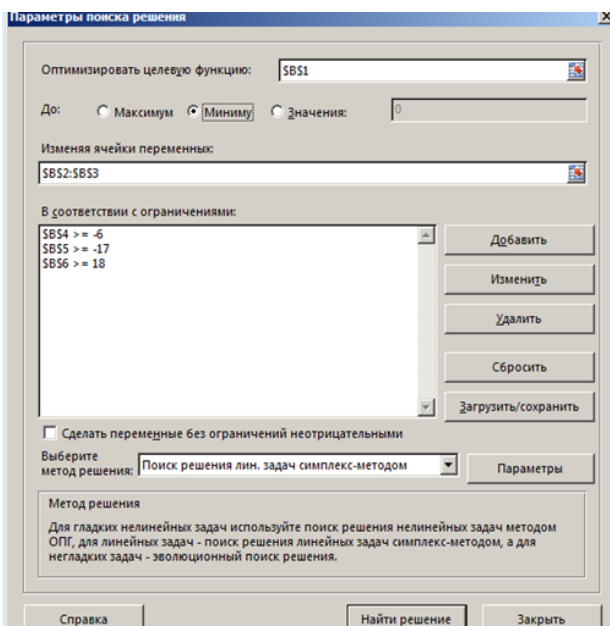 Параметры поиска решения
x
Оптимизировать целевую функцию: $B$1
До: Максимум Миниму Значения: 0
Изменяя ячейки переменных:
$B$2:$B$3
В соответствии с ограничениями:
$B$4 >= -6
$B$5 >= -17
$B$6 >= 18
Добавить
Изменить
Удалить
Сбросить
Загрузить/сохранить
Сделать переменные без ограничений неотрицательными
Выберите
метод решения: Поиск решения лин. задач симплекс-методом
Параметры
Метод решения
Для гладких нелинейных задач используйте поиск решения нелинейных задач методом
ОПГ, для линейных задач - поиск решения линейных задач симплекс-методом, а для
негладких задач - эволюционный поиск решения.
Справка
Найти решение
Закрыть